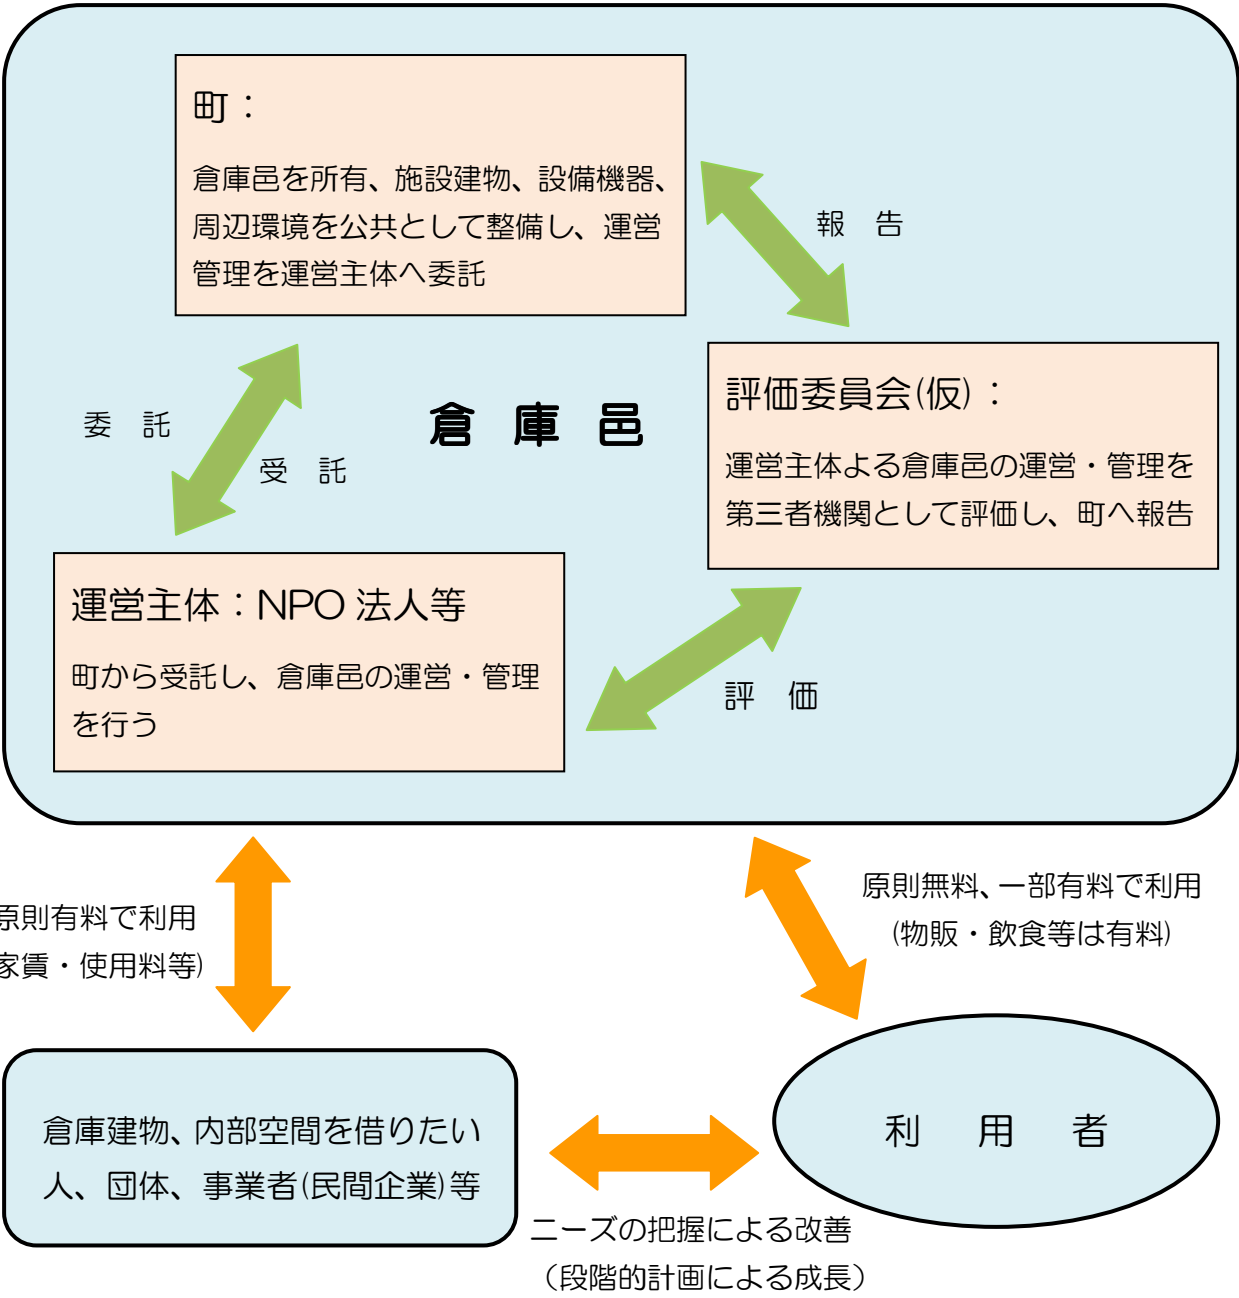 町：
倉庫邑を所有、施設建物、設備機器、
周辺環境を公共として整備し、運営
管理を運営主体へ委託
報　告
評価委員会(仮)：
運営主体よる倉庫邑の運営・管理を
第三者機関として評価し、町へ報告
倉　庫　邑
委　託
受　託
運営主体：NPO 法人等
町から受託し、倉庫邑の運営・管理
を行う
評　価
原則有料で利用
家賃・使用料等)
原則無料、一部有料で利用
(物販・飲食等は有料)
倉庫建物、内部空間を借りたい
人、団体、事業者(民間企業)等
利　用　者
ニーズの把握による改善
（段階的計画による成長）